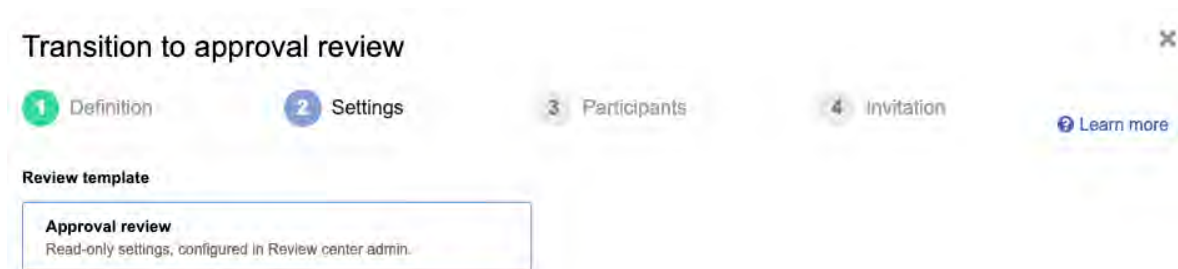 Transition to approval review
1 Definition 2 Settings 3 Participants 4 Invitation
Learn more
Review template
Approval review
Read-only settings, configured in Review center admin.